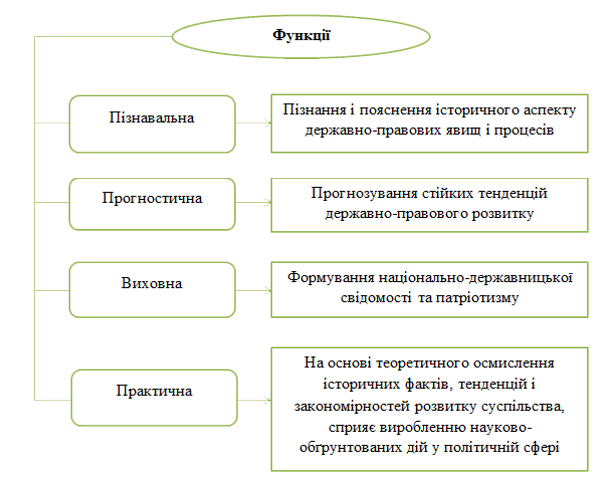 Функції
Пізнавальна
Пізнання і пояснення історичного аспекту
державно-правових явищ і процесів
Прогностична
Прогнозування стійких тенденцій
державно-правового розвитку
Виховна
Формування національно-державницької
свідомості та патріотизму
Практична
На основі теоретичного осмислення
історичних фактів, тенденцій і
закономірностей розвитку суспільства,
сприяє виробленню науково-
обґрунтованих дій у політичній сфері